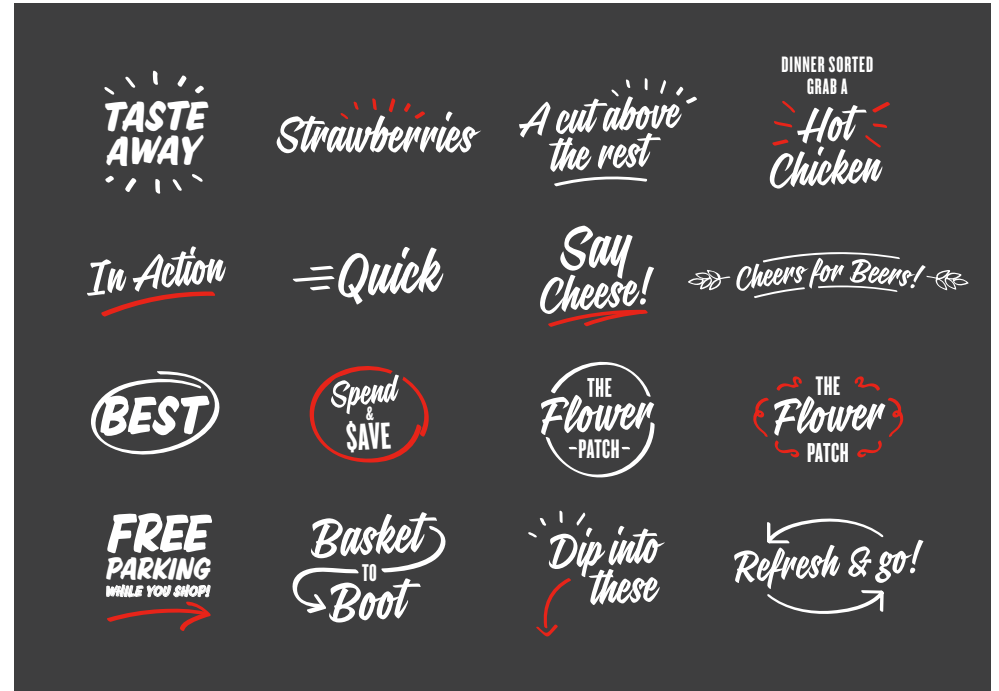 TASTE
AWAY
Strawberries
A cut above
the rest
DINNER SORTED
GRAB A
Hot
Chicken
In Action
Quick
Say
Cheese!
Cheers for Beers!
BEST
Spend
&
$AVE
THE
Flower
-PATCH-
THE
Flower
PATCH
FREE
PARKING
WHILE YOU SHOP!
Basket
TO
Boot
Dip into
these
Refresh & go!